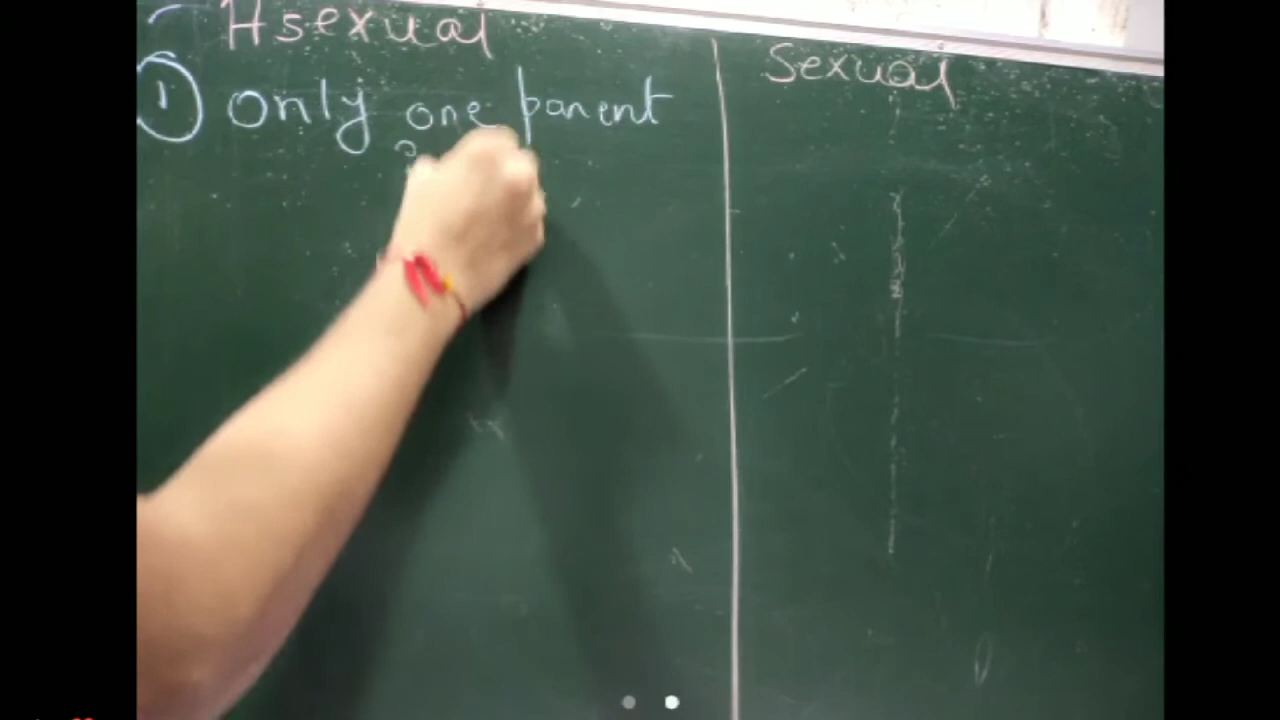 Asexual
Sexual
① Only one parent